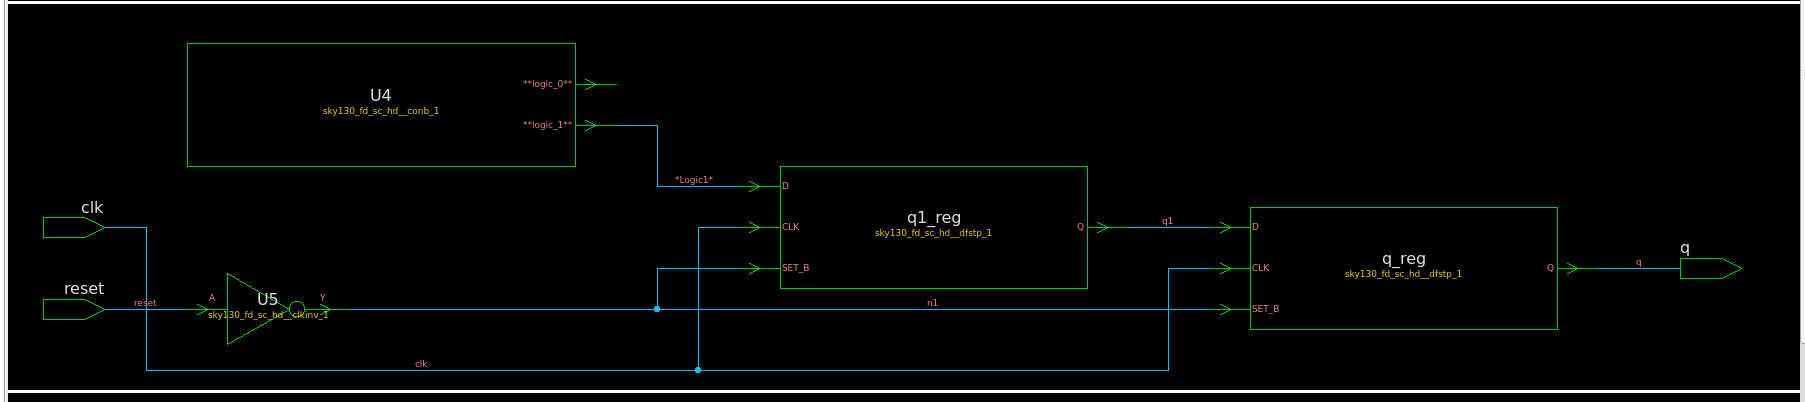 **logic_0**
U4
sky130_fd_sc_hd__conb_1
**logic_1**
*Logic1*
D
clk
q1_reg
sky130_fd_sc_hd__dfstp_1
CLK
Q
q1
D
SET_B
q_reg
sky130_fd_sc_hd__dfstp_1
CLK
Q
q
q
reset
reset
A
U5
Y
sky130_fd_sc_hd__clkinv_1
n1
SET_B
clk